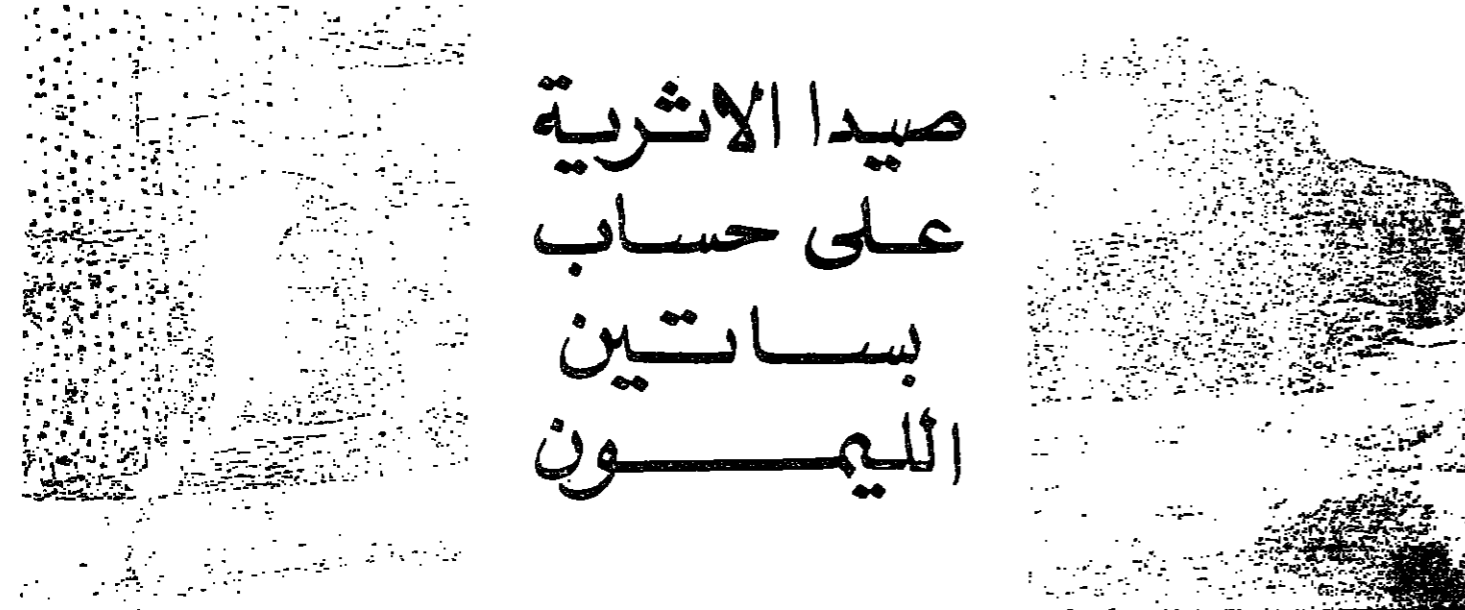 صيدا الاثرية
على حساب
بساتين
الليمون